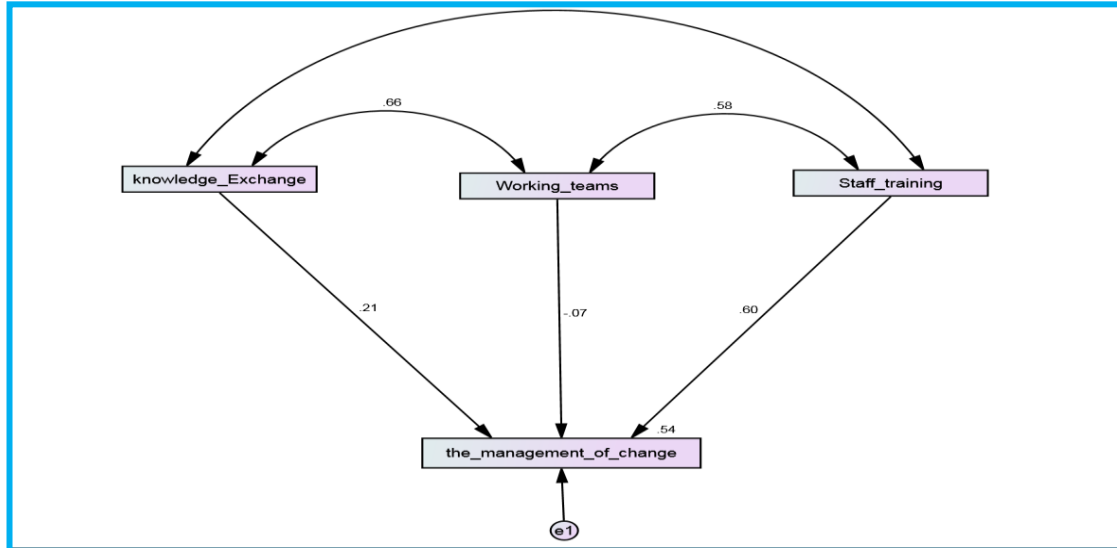 .66
.58
knowledge_Exchange
Working_teams
Staff_training
.21
-.07
.60
.54
the_management_of_change
e1